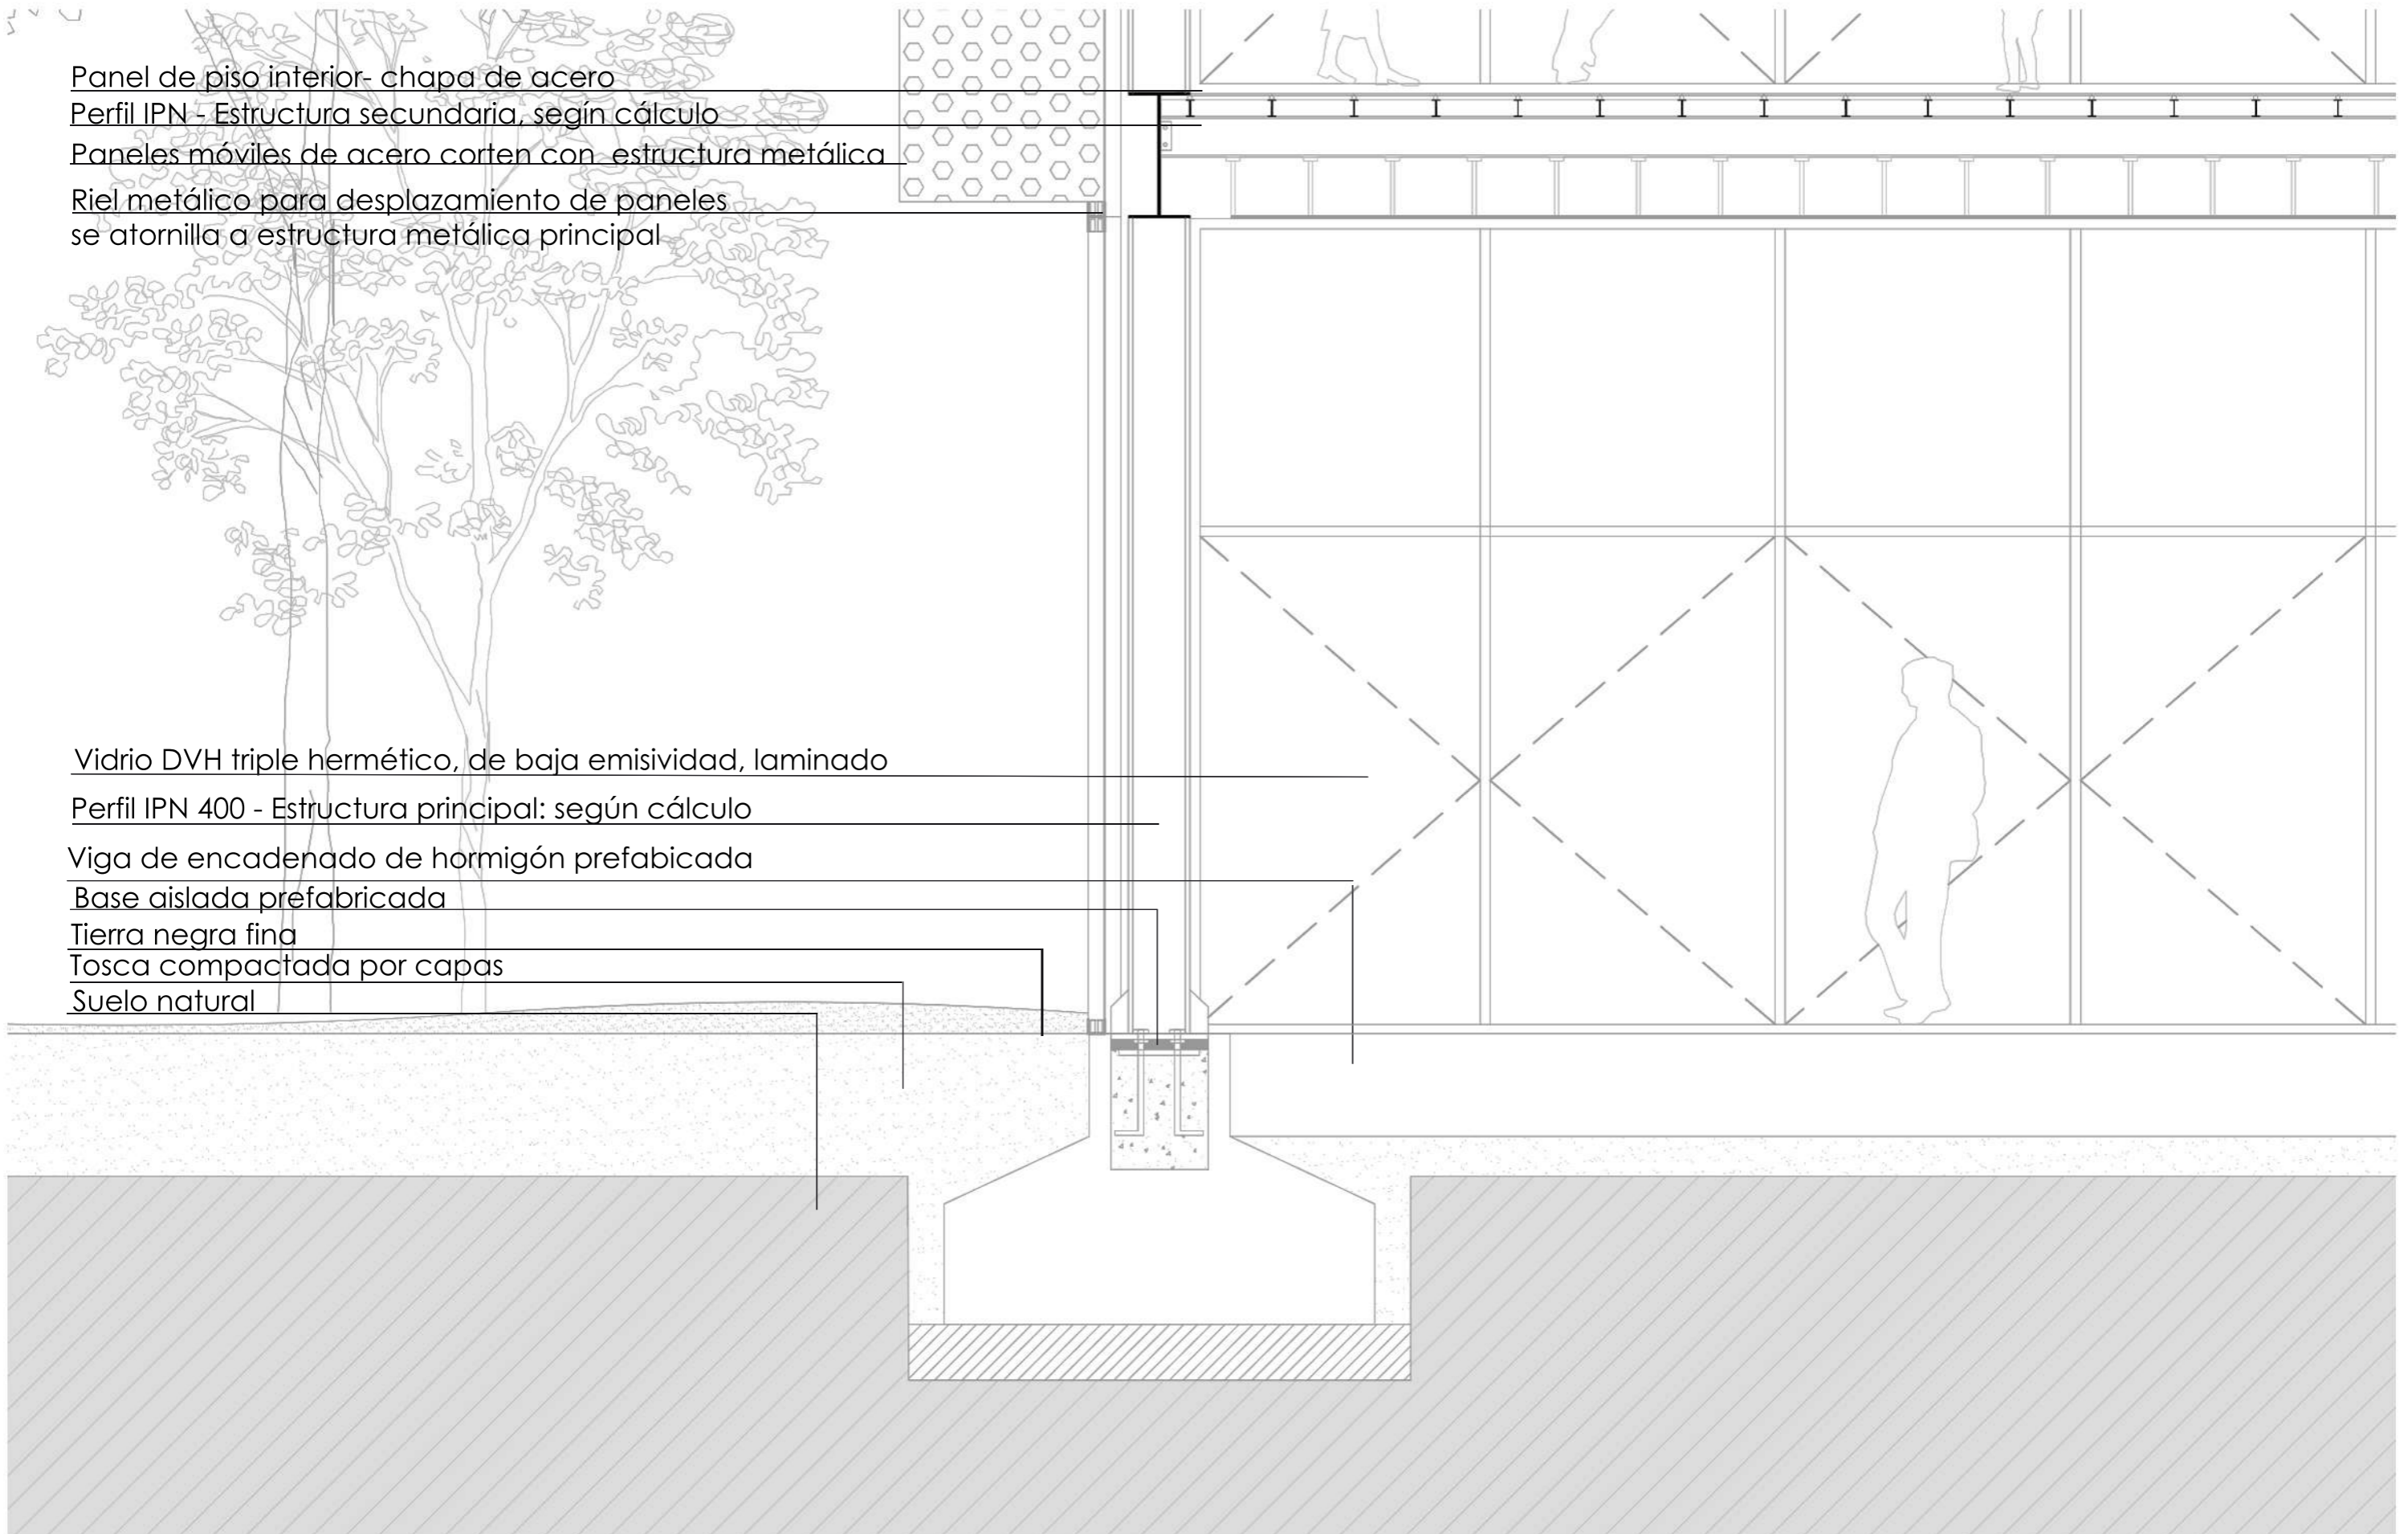 Panel de piso interior- chapa de acero
Perfil IPN - Estructura secundaria, según cálculo
Paneles móviles de acero corten con estructura metálica
Riel metálico para desplazamiento de paneles
se atornilla a estructura metálica principal
Vidrio DVH triple hermético, de baja emisividad, laminado
Perfil IPN 400 - Estructura principal: según cálculo
Viga de encadenado de hormigón prefabicada
Base aislada prefabricada
Tierra negra fina
Tosca compactada por capas
Suelo natural